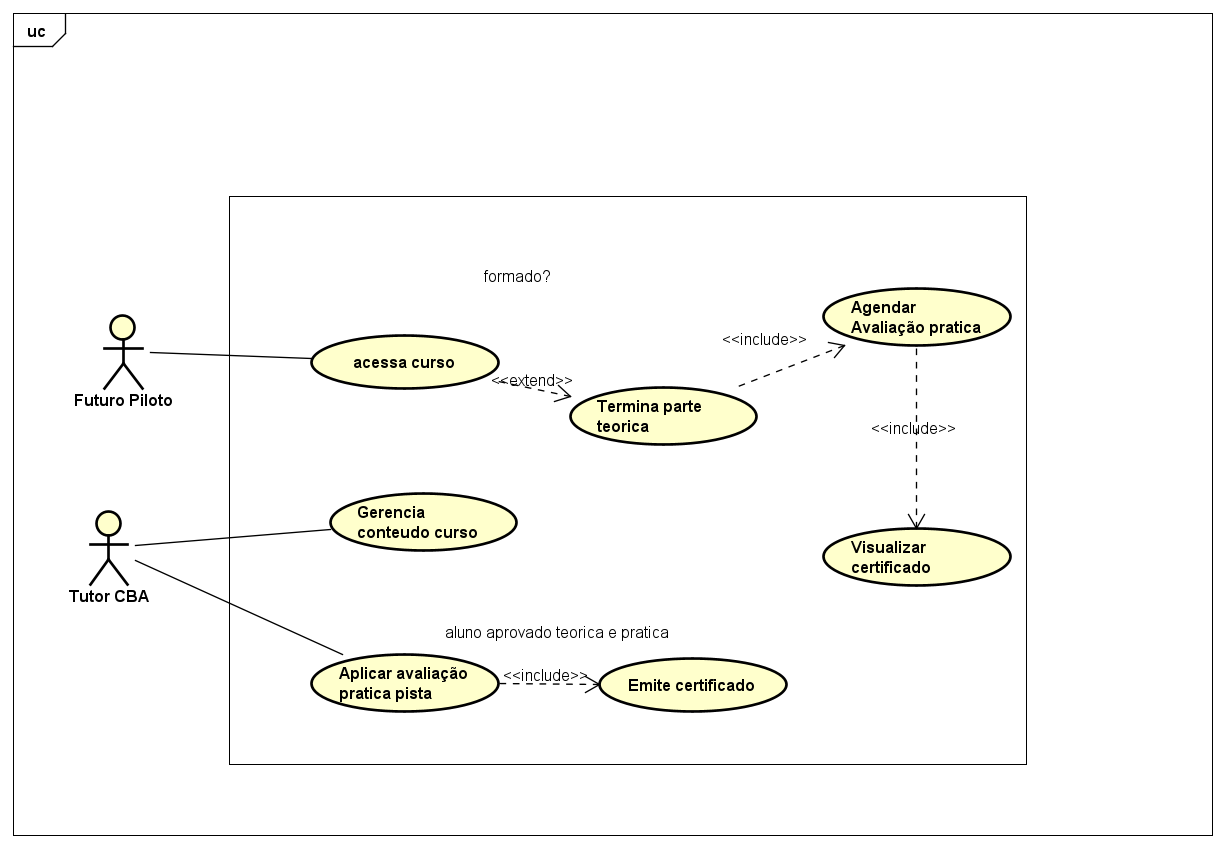 uc
formado?
Agendar
Avaliação pratica
<<include>>
acessa curso
<<extend>>
Futuro Piloto
Termina parte
teorica
<<include>>
Gerencia
conteudo curso
Visualizar
certificado
Tutor CBA
aluno aprovado teorica e pratica
Aplicar avaliação
pratica pista
<<include>>
Emite certificado